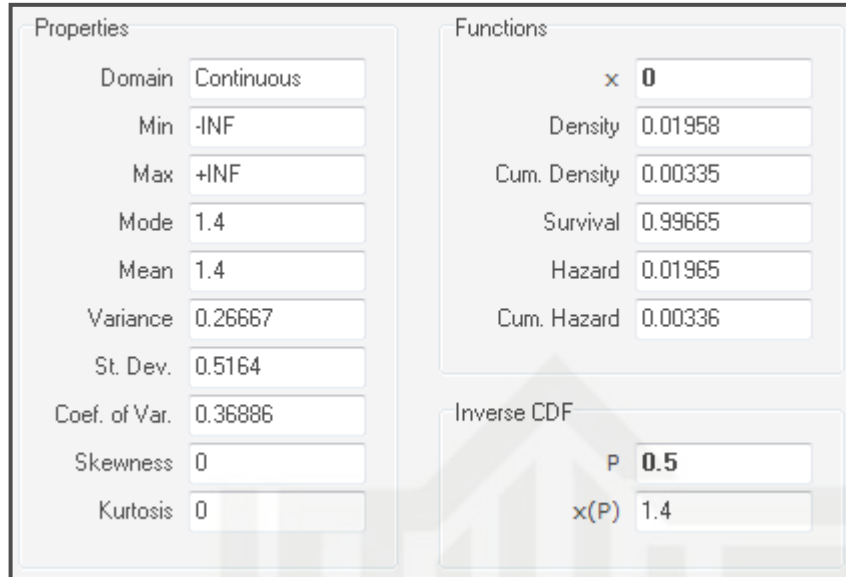 Properties
Domain Continuous
Min -INF
Max +INF
Mode 1.4
Mean 1.4
Variance 0.26667
St. Dev. 0.5164
Coef. of Var. 0.36886
Skewness 0
Kurtosis 0
Functions
x 0
Density 0.01958
Cum. Density 0.00335
Survival 0.99665
Hazard 0.01965
Cum. Hazard 0.00336
Inverse CDF
P 0.5
x(P) 1.4